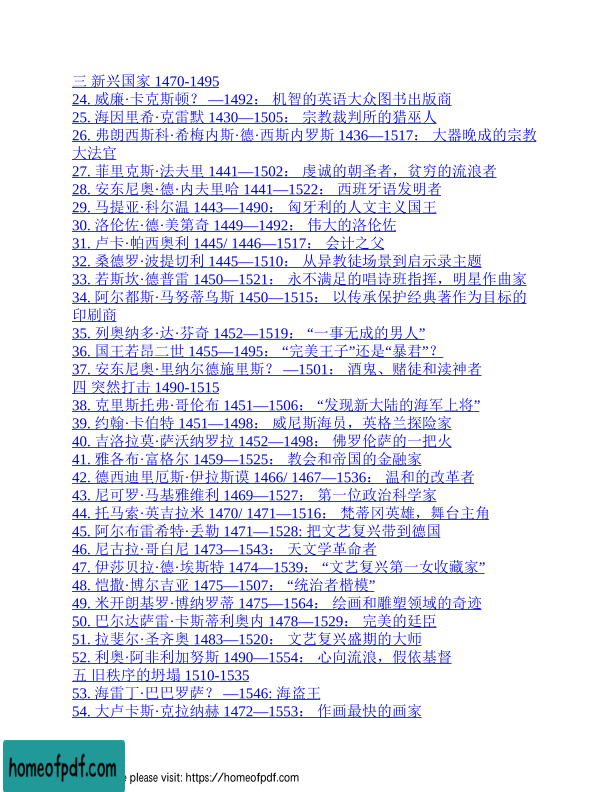 三 新兴国家 1470-1495
24. 威廉·卡克斯顿？ —1492： 机智的英语大众图书出版商
25. 海因里希·克雷默 1430—1505： 宗教裁判所的猎巫人
26. 弗朗西斯科·希梅内斯·德·西斯内罗斯 1436—1517： 大器晚成的宗教
大法官
27. 菲里克斯·法夫里 1441—1502： 虔诚的朝圣者，贫穷的流浪者
28. 安东尼奥·德·内夫里哈 1441—1522： 西班牙语发明者
29. 马提亚·科尔温 1443—1490： 匈牙利的人文主义国王
30. 洛伦佐·德·美第奇 1449—1492： 伟大的洛伦佐
31. 卢卡·帕西奥利 1445/ 1446—1517： 会计之父
32. 桑德罗·波提切利 1445—1510： 从异教徒场景到启示录主题
33. 若斯坎·德普雷 1450—1521： 永不满足的唱诗班指挥，明星作曲家
34. 阿尔都斯·马努蒂乌斯 1450—1515： 以传承保护经典著作为目标的
印刷商
35. 列奥纳多·达·芬奇 1452—1519： “一事无成的男人”
36. 国王若昂二世 1455—1495： “完美王子”还是“暴君”？
37. 安东尼奥·里纳尔德施里斯？ —1501： 酒鬼、赌徒和渎神者
四 突然打击 1490-1515
38. 克里斯托弗·哥伦布 1451—1506： “发现新大陆的海军上将”
39. 约翰·卡伯特 1451—1498： 威尼斯海员，英格兰探险家
40. 吉洛拉莫·萨沃纳罗拉 1452—1498： 佛罗伦萨的一把火
41. 雅各布·富格尔 1459—1525： 教会和帝国的金融家
42. 德西迪里厄斯·伊拉斯谟 1466/ 1467—1536： 温和的改革者
43. 尼可罗·马基雅维利 1469—1527： 第一位政治科学家
44. 托马索·英吉拉米 1470/ 1471—1516： 梵蒂冈英雄，舞台主角
45. 阿尔布雷希特·丢勒 1471—1528: 把文艺复兴带到德国
46. 尼古拉·哥白尼 1473—1543： 天文学革命者
47. 伊莎贝拉·德·埃斯特 1474—1539： “文艺复兴第一女收藏家”
48. 恺撒·博尔吉亚 1475—1507： “统治者楷模”
49. 米开朗基罗·博纳罗蒂 1475—1564： 绘画和雕塑领域的奇迹
50. 巴尔达萨雷·卡斯蒂利奥内 1478—1529： 完美的廷臣
51. 拉斐尔·圣齐奥 1483—1520： 文艺复兴盛期的大师
52. 利奥·阿非利加努斯 1490—1554： 心向流浪，假依基督
五 旧秩序的坍塌 1510-1535
53. 海雷丁·巴巴罗萨？ —1546: 海盗王
54. 大卢卡斯·克拉纳赫 1472—1553： 作画最快的画家
homeofpdf.com
please visit: https://homeofpdf.com